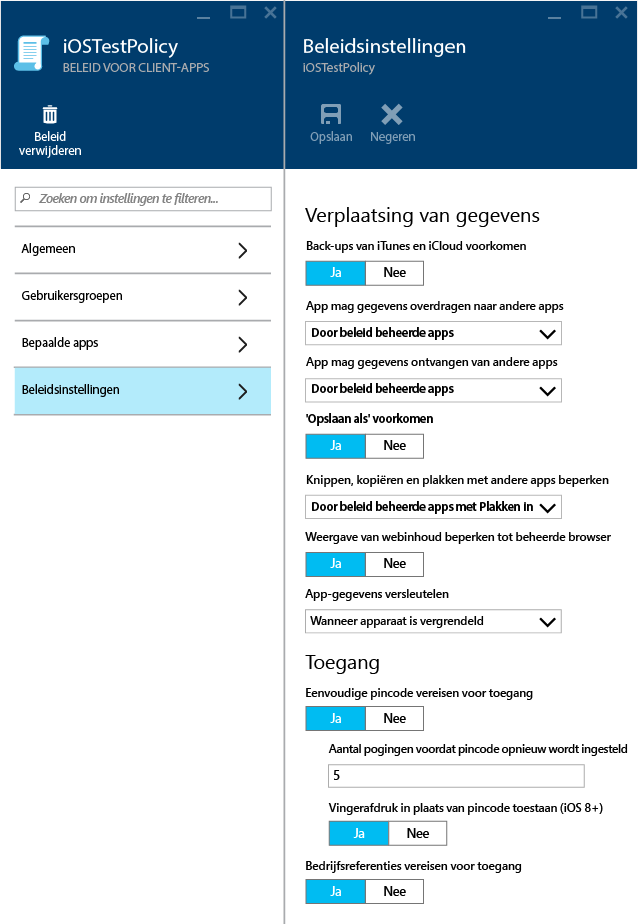 iOSTestPolicy
BELEID VOOR CLIENT-APPS
Beleid
verwijderen
Zoeken om instellingen te filteren...
Algemeen
Gebruikersgroepen
Bepaalde apps
Beleidsinstellingen
Beleidsinstellingen
iOSTestPolicy
Opslaan Negeren
Verplaatsing van gegevens
Back-ups van iTunes en iCloud voorkomen
Ja Nee
App mag gegevens overdragen naar andere apps
Door beleid beheerde apps
App mag gegevens ontvangen van andere apps
Door beleid beheerde apps
'Opslaan als' voorkomen
Ja Nee
Knippen, kopiëren en plakken met andere apps beperken
Door beleid beheerde apps met Plakken In
Weergave van webinhoud beperken tot beheerde browser
Ja Nee
App-gegevens versleutelen
Wanneer apparaat is vergrendeld
Toegang
Eenvoudige pincode vereisen voor toegang
Ja Nee
Aantal pogingen voordat pincode opnieuw wordt ingesteld
5
Vingerafdruk in plaats van pincode toestaan (iOS 8+)
Ja Nee
Bedrijfsreferenties vereisen voor toegang
Ja Nee